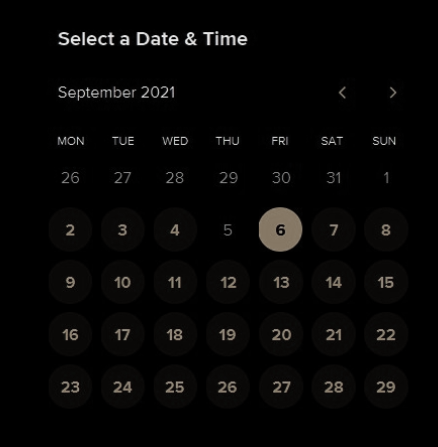 Select a Date & Time
September 2021
MON TUE WED THU FRI SAT SUN
26 27 28 29 30 31 1
2 3 4 5 6 7 8
9 10 11 12 13 14 15
16 17 18 19 20 21 22
23 24 25 26 27 28 29